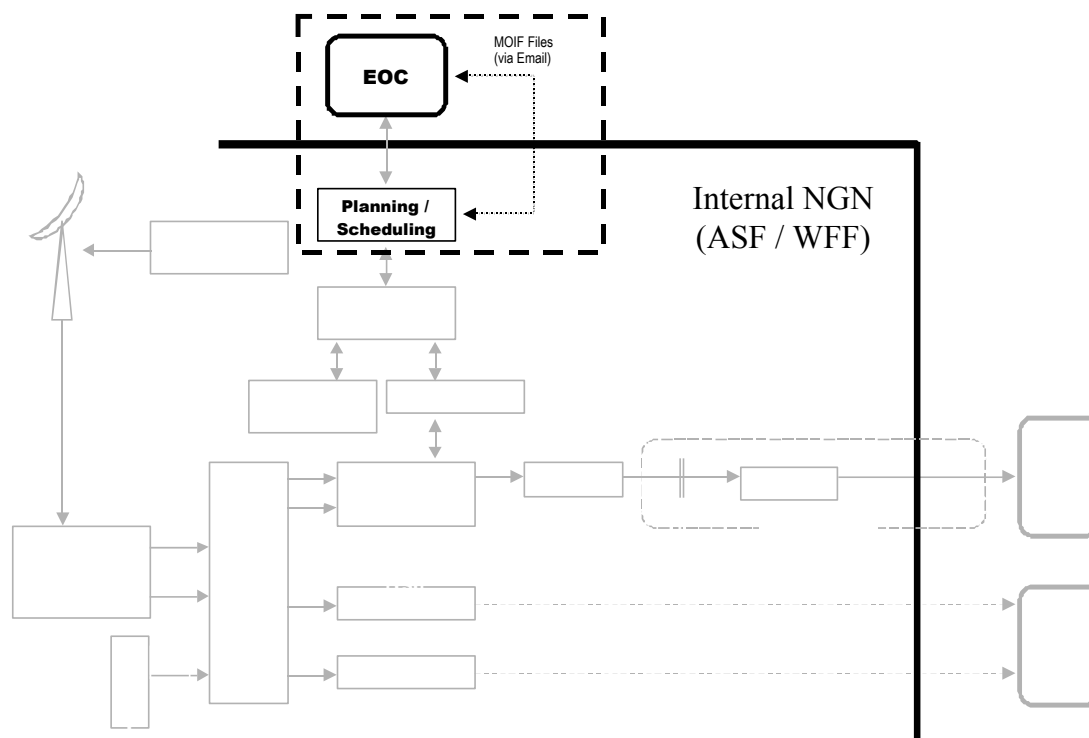 MOIF Files
(via Email)
EOC
Planning /
Scheduling
Internal NGN
(ASF / WFF)